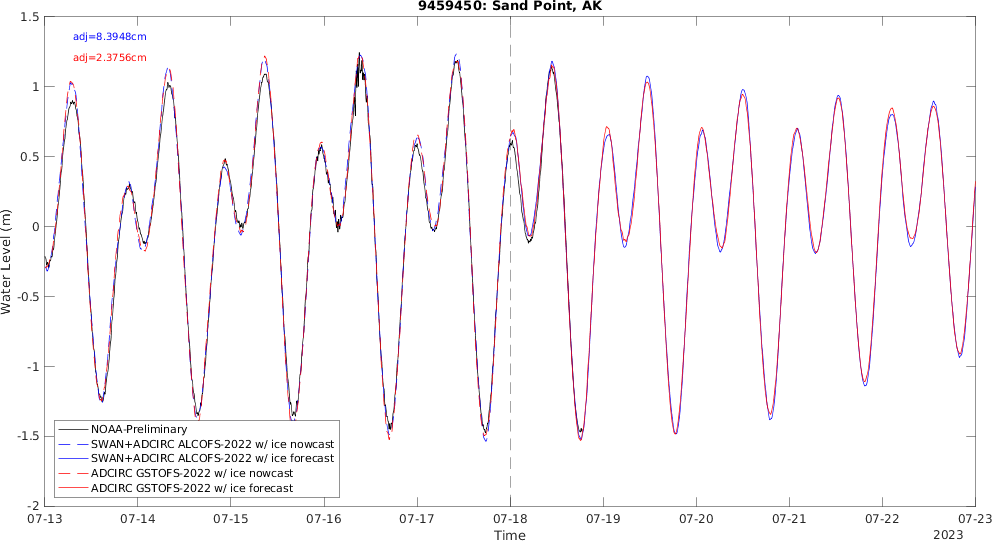 9459450: Sand Point, AK
adj=8.3948cm
adj=2.3756cm
1.5
1
0.5
0
-0.5
-1
-1.5
-2
Water Level (m)
NOAA-Preliminary
SWAN+ADCIRC ALCOFS-2022 w/ ice nowcast
SWAN+ADCIRC ALCOFS-2022 w/ ice forecast
ADCIRC GSTOFS-2022 w/ ice nowcast
ADCIRC GSTOFS-2022 w/ ice forecast
07-13 07-14 07-15 07-16 07-17 07-18 07-19 07-20 07-21 07-22 07-23
Time
2023